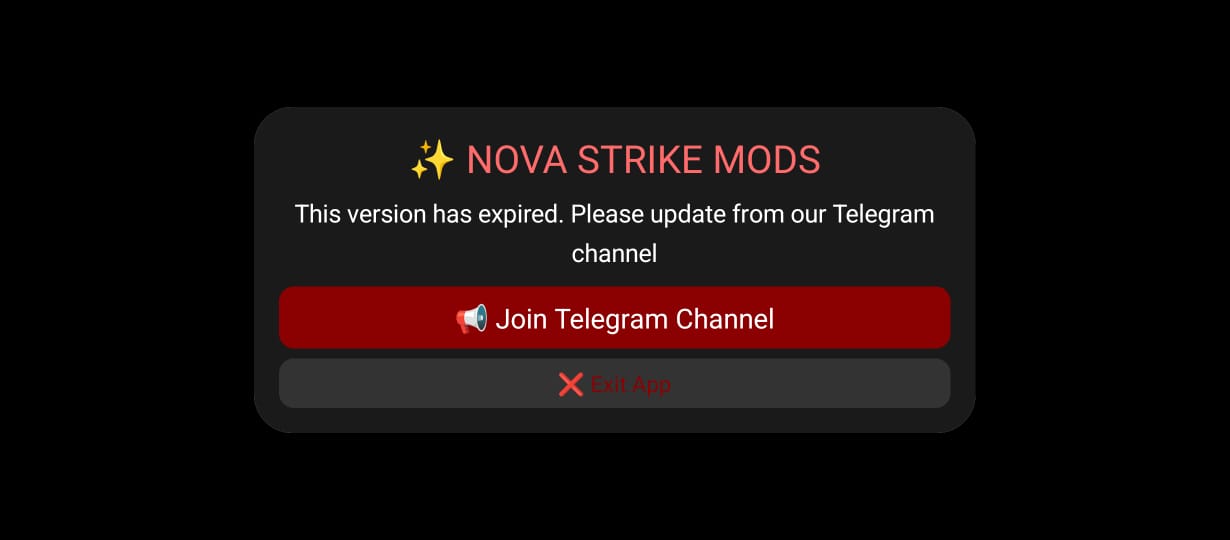 ✨ NOVA STRIKE MODS
This version has expired. Please update from our Telegram
channel
📢 Join Telegram Channel
❌ Exit App